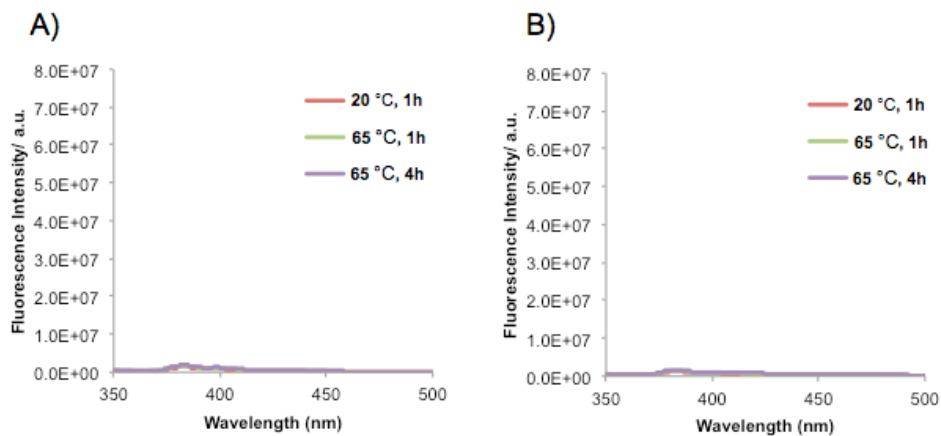 A)
8.0E+07
7.0E+07
6.0E+07
5.0E+07
4.0E+07
3.0E+07
2.0E+07
1.0E+07
0.0E+00
Fluorescence Intensity/ a.u.
20 °C, 1h
65 °C, 1h
65 °C, 4h
350
400
450
500
Wavelength (nm)
B)
8.0E+07
7.0E+07
6.0E+07
5.0E+07
4.0E+07
3.0E+07
2.0E+07
1.0E+07
0.0E+00
Fluorescence Intensity/ a.u.
20 °C, 1h
65 °C, 1h
65 °C, 4h
350
400
450
500
Wavelength (nm)